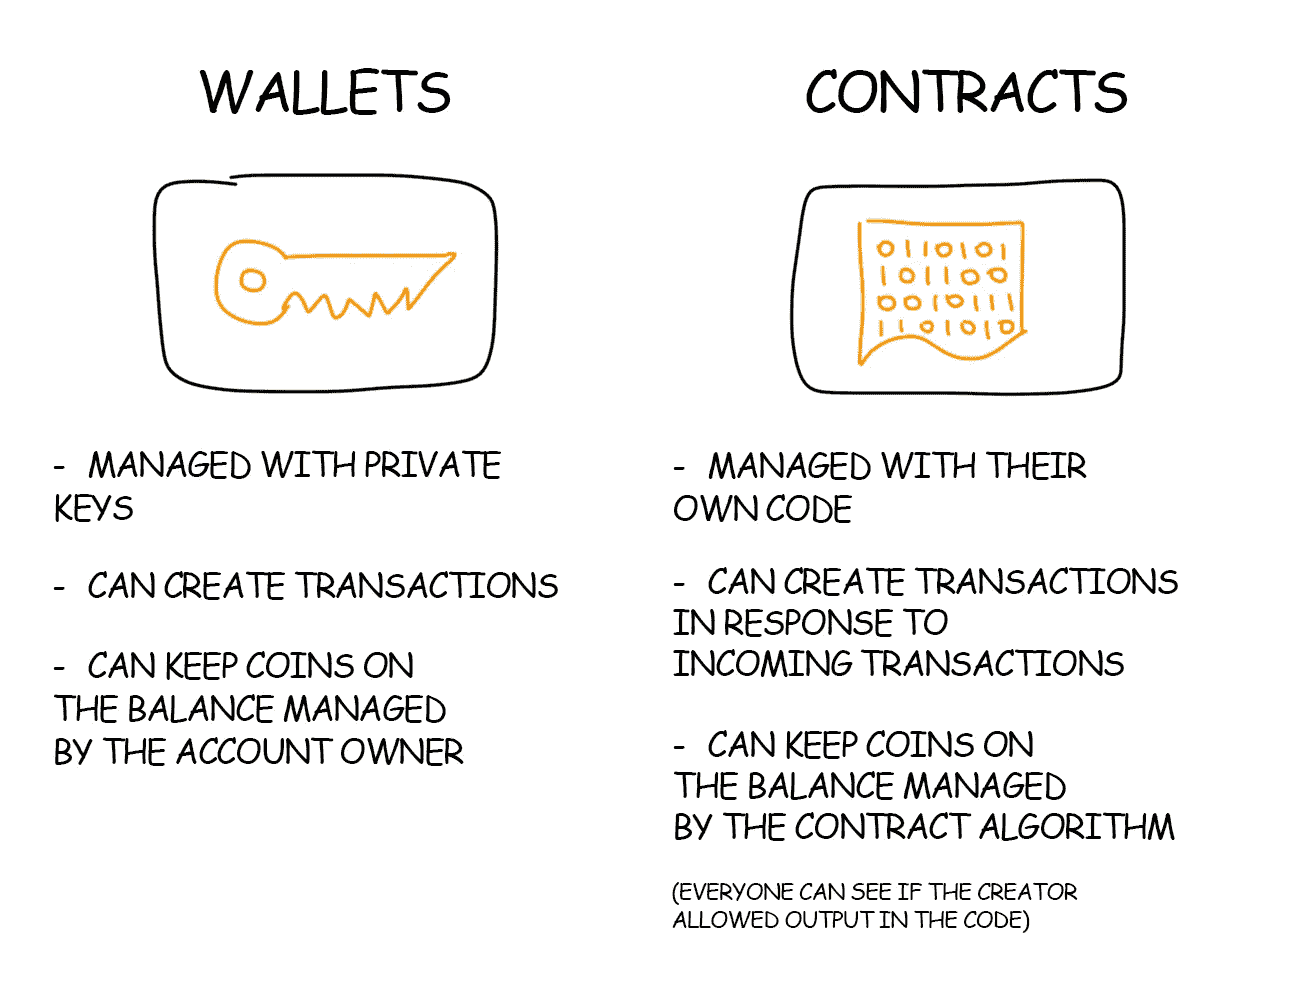 WALLETS
- MANAGED WITH PRIVATE
KEYS
- CAN CREATE TRANSACTIONS
- CAN KEEP COINS ON
THE BALANCE MANAGED
BY THE ACCOUNT OWNER
CONTRACTS
0110101
101100
0010111
1101010
- MANAGED WITH THEIR
OWN CODE
- CAN CREATE TRANSACTIONS
IN RESPONSE TO
INCOMING TRANSACTIONS
- CAN KEEP COINS ON
THE BALANCE MANAGED
BY THE CONTRACT ALGORITHM
(EVERYONE CAN SEE IF THE CREATOR
ALLOWED OUTPUT IN THE CODE)